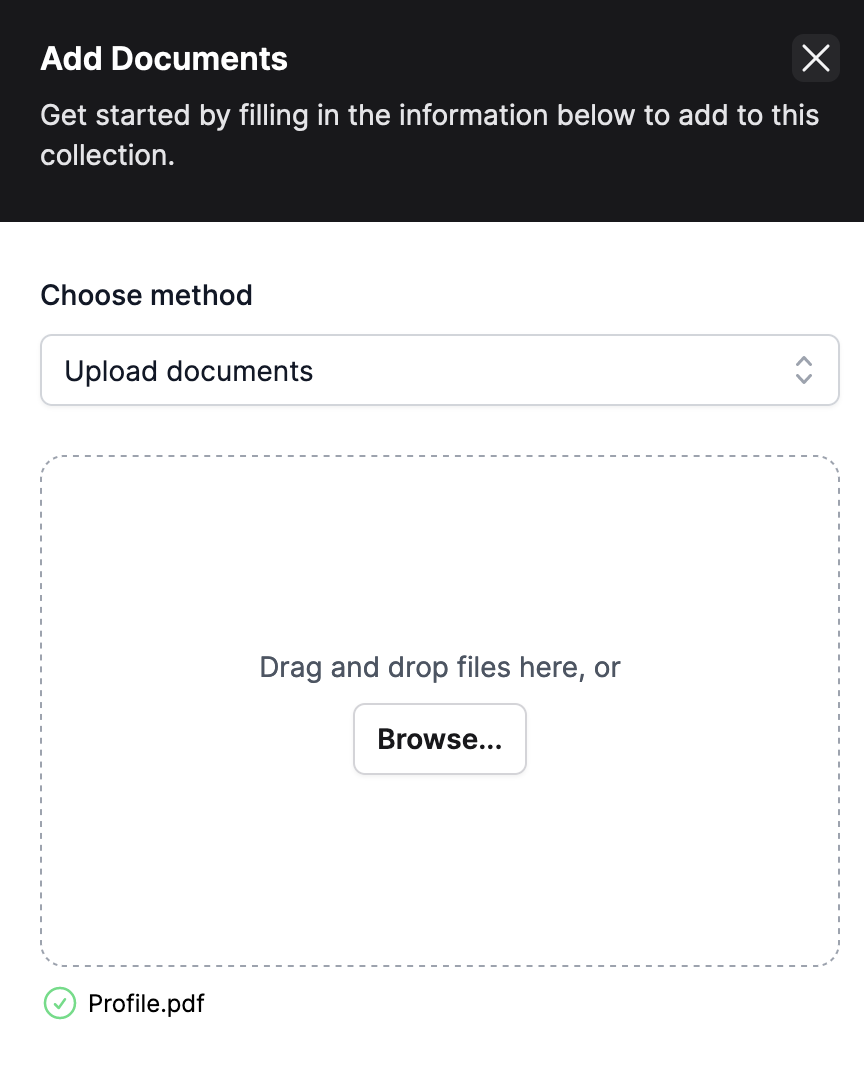 Add Documents
Get started by filling in the information below to add to this
collection.
Choose method
Upload documents
Drag and drop files here, or
Browse...
Profile.pdf